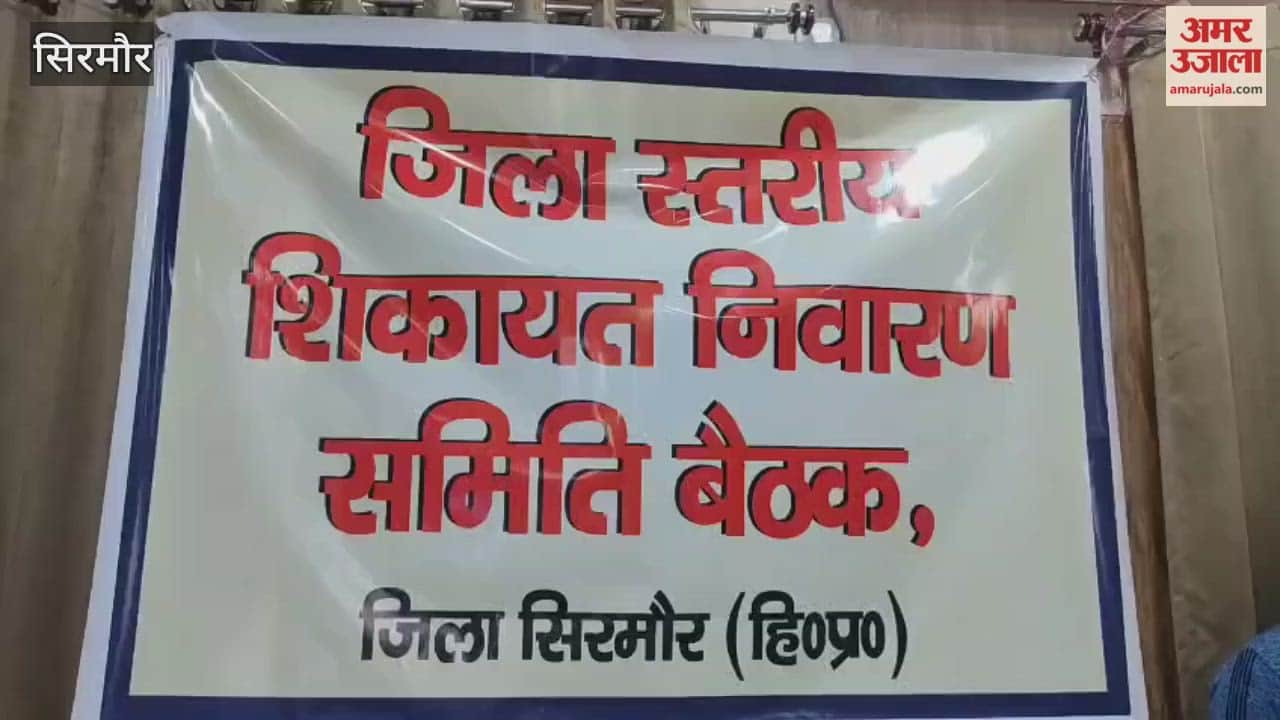 सिरमौर
अमर
उजाला
amarujala.com
जिला स्तरीय
शिकायत निवारण
समिति बैठक,
जिला सिरमौर (हि०प्र०)